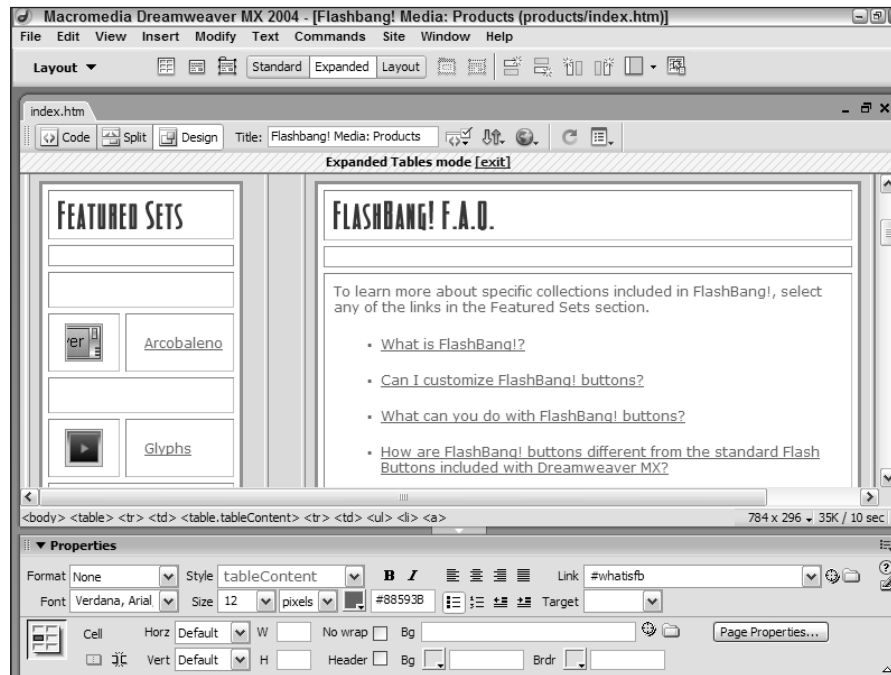 Macromedia Dreamweaver MX 2004 - [Flashbang! Media: Products (products/index.htm)]
File Edit View Insert Modify Text Commands Site Window Help
Layout Standard Expanded Layout
index.htm
Code Split Design Title: Flashbang! Media: Products
Expanded Tables mode [exit]
Featured Sets
Arcobaleno
Glyphs
FlashBang! F.A.Q.
To learn more about specific collections included in FlashBang!, select
any of the links in the Featured Sets section.
What is FlashBang!?
Can I customize FlashBang! buttons?
What can you do with FlashBang! buttons?
How are FlashBang! buttons different from the standard Flash
Buttons included with Dreamweaver MX?
<body> <table> <tr> <td> <table.tableContent> <tr> <td> <ul> <li> <a> 784 x 296 35K / 10 sec
Properties
Format None Style tableContent B I Link #whatisfb
Font Verdana, Arial Size 12 pixels #88593B Target
Cell Horz Default W No wrap Bg Page Properties...
Vert Default H Header Bg Brdr